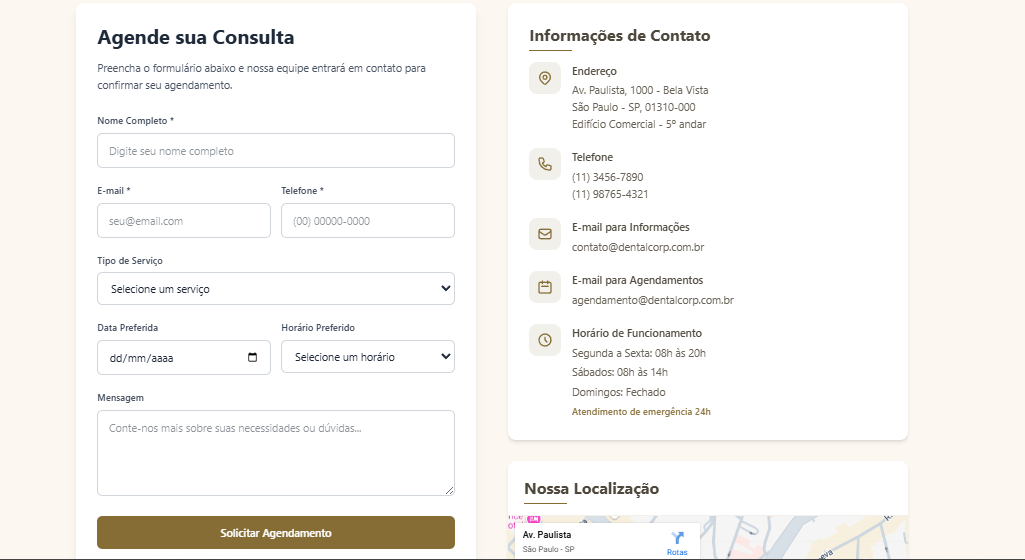 Agende sua Consulta
Preencha o formulário abaixo e nossa equipe entrará em contato para
confirmar seu agendamento.
Nome Completo *
Digite seu nome completo
E-mail *
Telefone *
seu@email.com
(00) 00000-0000
Tipo de Serviço
Selecione um serviço
Data Preferida
Horário Preferido
dd/mm/aaaa
Selecione um horário
Mensagem
Conte-nos mais sobre suas necessidades ou dúvidas...
Solicitar Agendamento
Informações de Contato
Endereço
Av. Paulista, 1000 - Bela Vista
São Paulo - SP, 01310-000
Edifício Comercial - 5º andar
Telefone
(11) 3456-7890
(11) 98765-4321
E-mail para Informações
contato@dentalcorp.com.br
E-mail para Agendamentos
agendamento@dentalcorp.com.br
Horário de Funcionamento
Segunda a Sexta: 08h às 20h
Sábados: 08h às 14h
Domingos: Fechado
Atendimento de emergência 24h
Nossa Localização
Av. Paulista
São Paulo - SP
Rotas